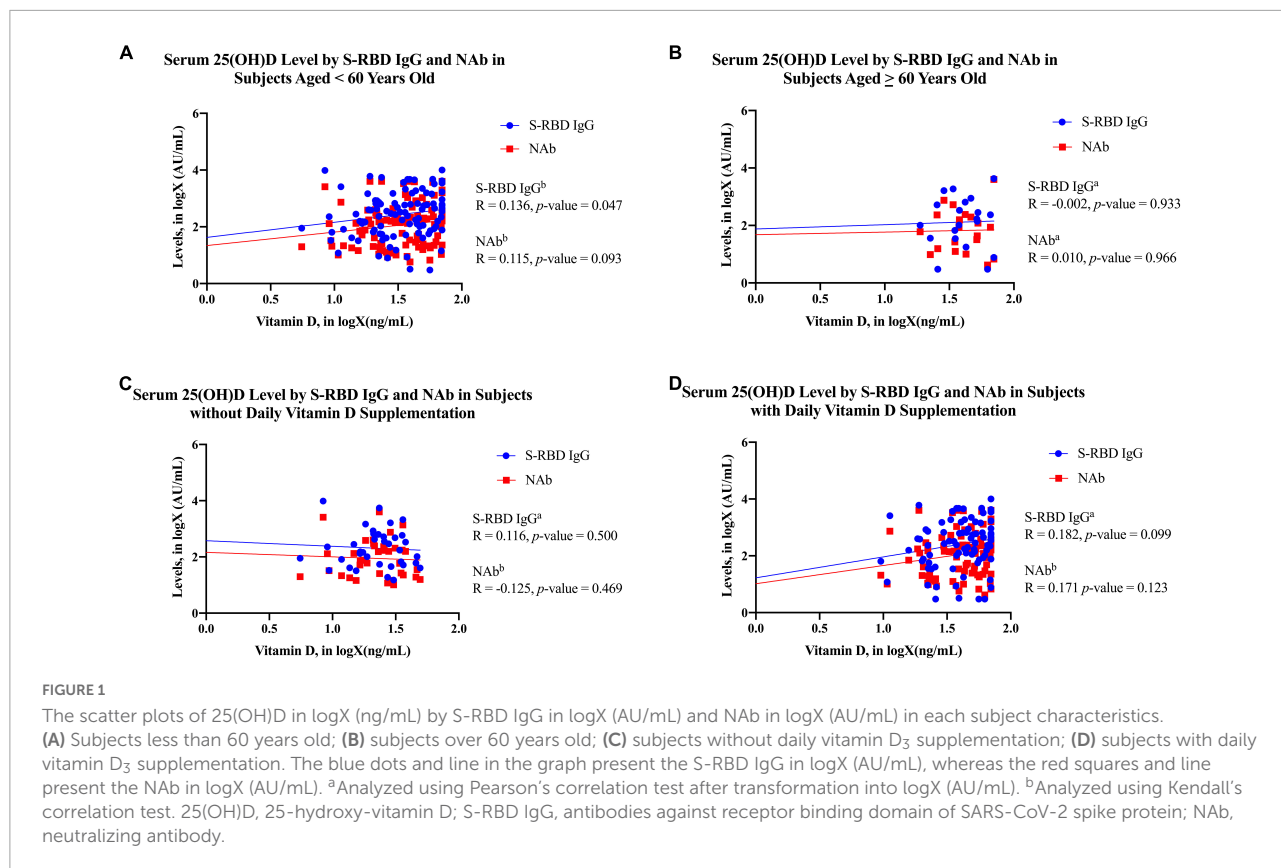 A
Serum 25(OH)D Level by S-RBD IgG and NAb in
Subjects Aged < 60 Years Old
6
4
2
0
0.0 0.5 1.0 1.5 2.0
Levels, in logX (AU/mL)
Vitamin D, in logX(ng/mL)
S-RBD IgG
NAb
S-RBD IgGᵇ
R = 0.136, p-value = 0.047
NAbᵇ
R = 0.115, p-value = 0.093
B
Serum 25(OH)D Level by S-RBD IgG and NAb in
Subjects Aged ≥ 60 Years Old
6
4
2
0
0.0 0.5 1.0 1.5 2.0
Levels, in logX (AU/mL)
Vitamin D, in logX(ng/mL)
S-RBD IgG
NAb
S-RBD IgGᵃ
R = -0.002, p-value = 0.933
NAbᵃ
R = 0.010, p-value = 0.966
C
Serum 25(OH)D Level by S-RBD IgG and NAb in Subjects
without Daily Vitamin D Supplementation
6
4
2
0
0.0 0.5 1.0 1.5 2.0
Levels, in logX (AU/mL)
Vitamin D, in logX(ng/mL)
S-RBD IgG
NAb
S-RBD IgGᵃ
R = 0.116, p-value = 0.500
NAbᵇ
R = -0.125, p-value = 0.469
D
Serum 25(OH)D Level by S-RBD IgG and NAb in Subjects
with Daily Vitamin D Supplementation
6
4
2
0
0.0 0.5 1.0 1.5 2.0
Levels, in logX (AU/mL)
Vitamin D, in logX(ng/mL)
S-RBD IgG
NAb
S-RBD IgGᵃ
R = 0.182, p-value = 0.099
NAbᵇ
R = 0.171 p-value = 0.123
FIGURE 1
The scatter plots of 25(OH)D in logX (ng/mL) by S-RBD IgG in logX (AU/mL) and NAb in logX (AU/mL) in each subject characteristics.
(A) Subjects less than 60 years old; (B) subjects over 60 years old; (C) subjects without daily vitamin D₃ supplementation; (D) subjects with daily
vitamin D₃ supplementation. The blue dots and line in the graph present the S-RBD IgG in logX (AU/mL), whereas the red squares and line
present the NAb in logX (AU/mL). ᵃAnalyzed using Pearson's correlation test after transformation into logX (AU/mL). ᵇAnalyzed using Kendall's
correlation test. 25(OH)D, 25-hydroxy-vitamin D; S-RBD IgG, antibodies against receptor binding domain of SARS-CoV-2 spike protein; NAb,
neutralizing antibody.